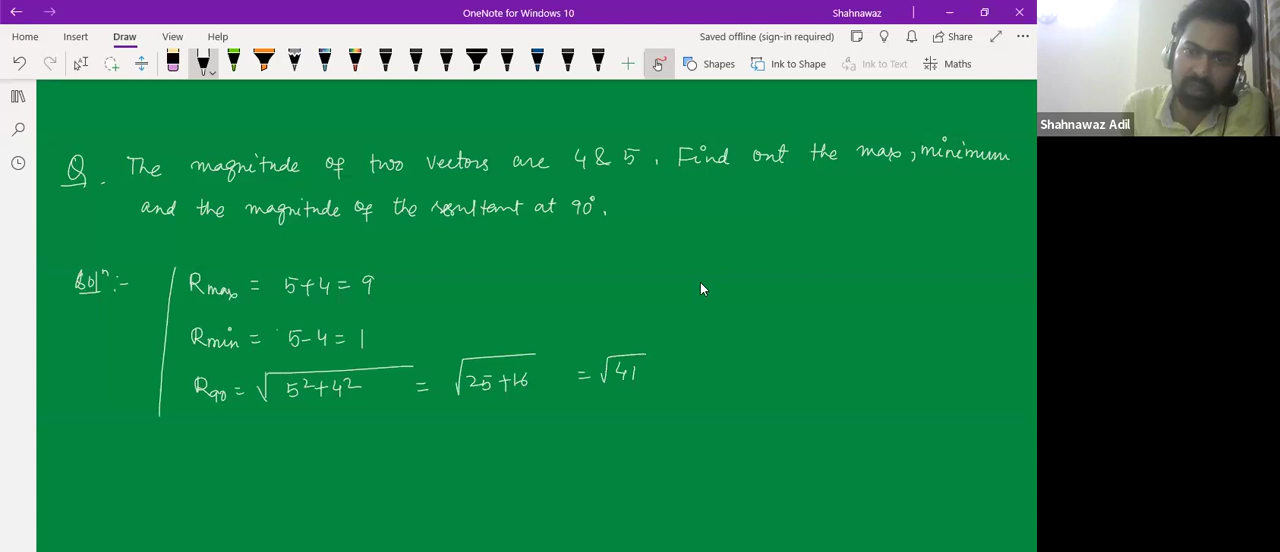 OneNote for Windows 10
Shahnawaz
Home Insert Draw View Help
Saved offline (sign-in required)
Share
Shapes
Ink to Shape
Ink to Text
Maths
Shahnawaz Adil
Q. The magnitude of two vectors are 4 & 5. Find out the max, minimum
and the magnitude of the resultant at 90°.
Solⁿ:-
Rmax = 5+4 = 9
Rmin = 5-4 = 1
R90 = √5²+4² = √25+16 = √41